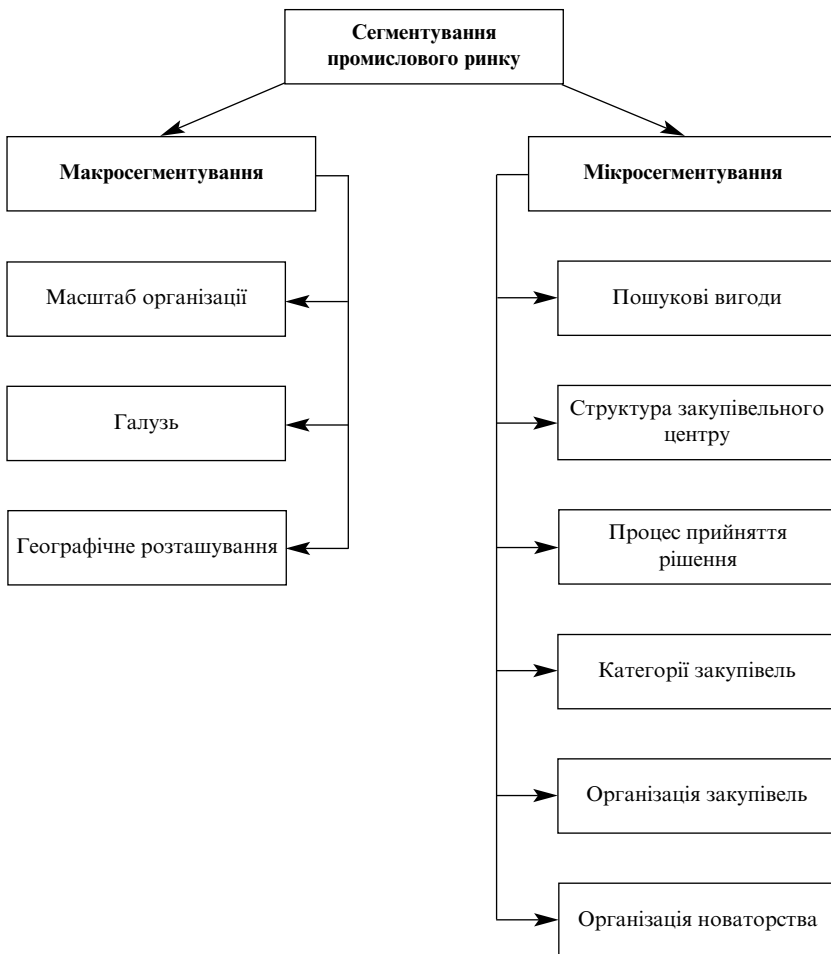 Сегментування
промислового ринку
Макросегментування
Масштаб організації
Галузь
Географічне розташування
Мікросегментування
Пошукові вигоди
Структура закупівельного
центру
Процес прийняття
рішення
Категорії закупівель
Організація закупівель
Організація новаторства